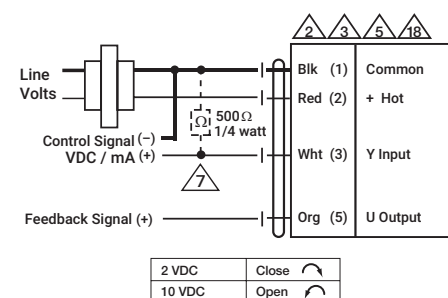 2 3 5 18
Line Volts
Blk (1) Common
Red (2) + Hot
Ω 500Ω 1/4 watt
Control Signal (−)
VDC / mA (+)
Wht (3) Y Input
7
Feedback Signal (+)
Org (5) U Output
2 VDC Close
10 VDC Open